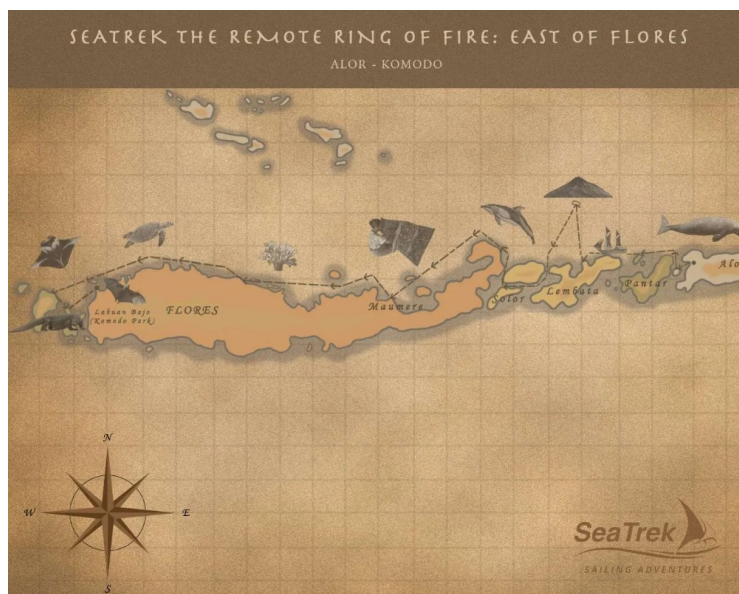 SEATREK THE REMOTE RING OF FIRE: EAST OF FLORES
ALOR - KOMODO
Alo
Pantar
Lembata
Solor
Maumere
FLORES
Labuan Bajo
(Komodo Park)
N
W
E
S
SeaTrek
SAILING ADVENTURES